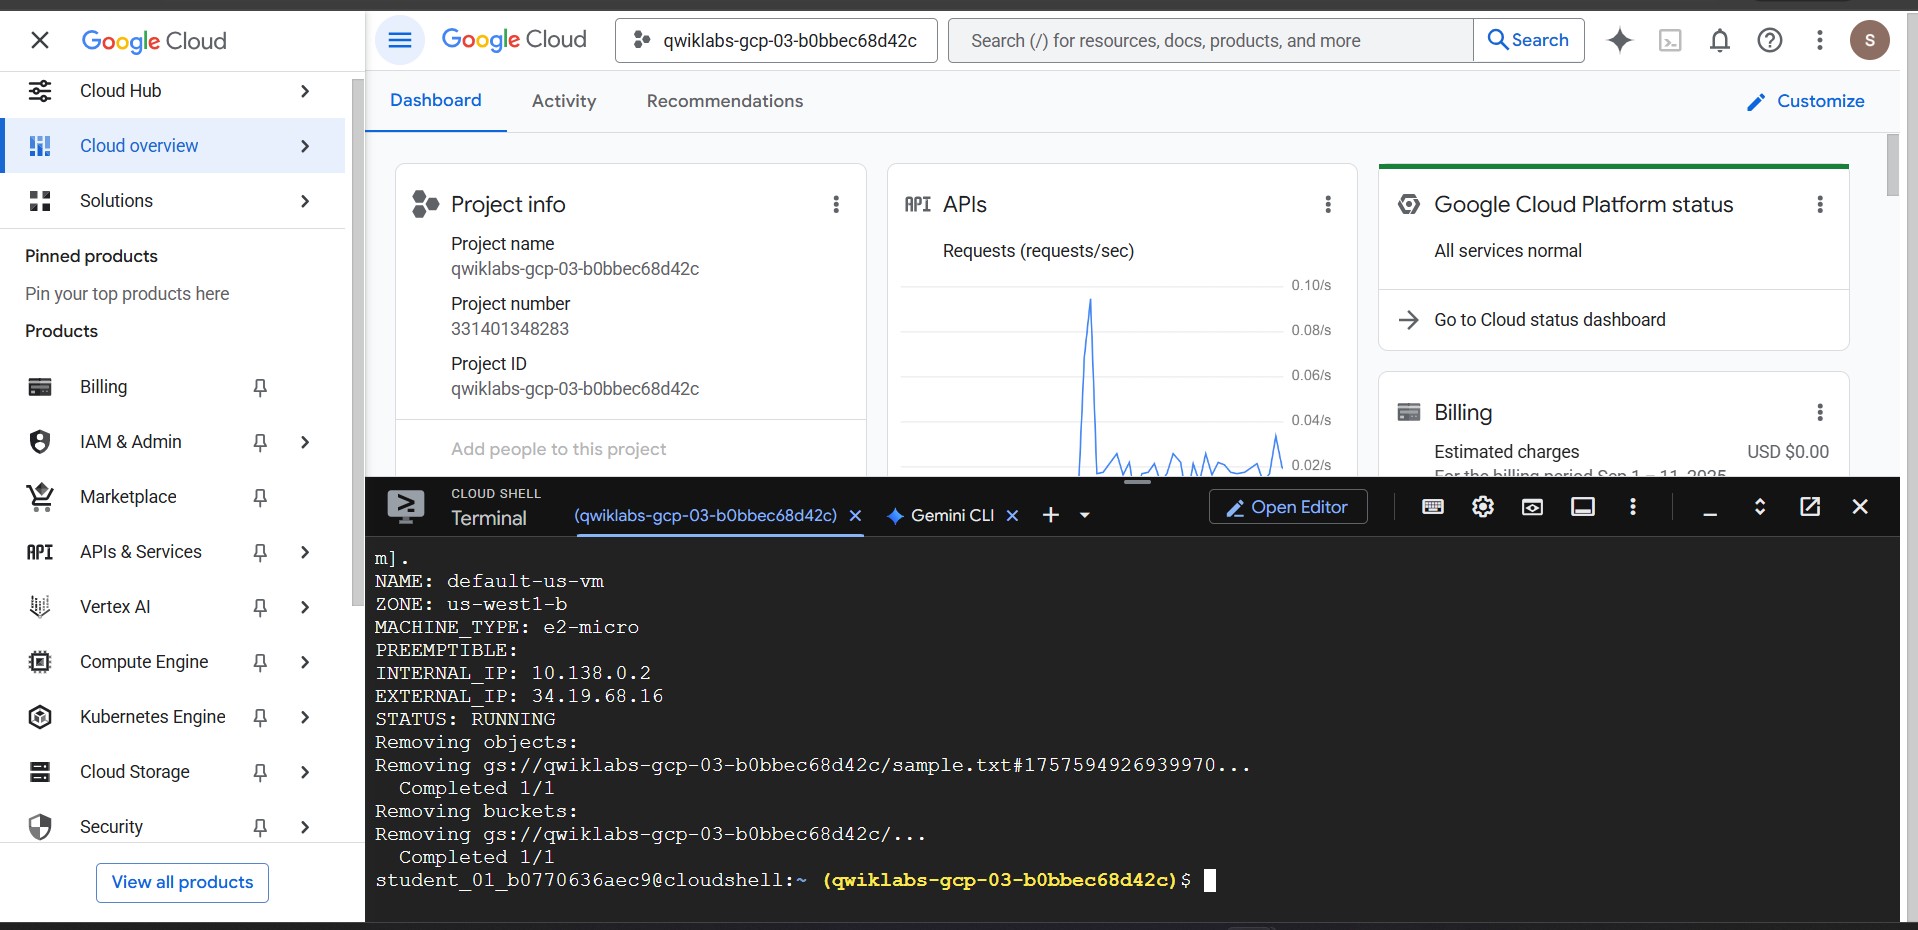 Google Cloud
Cloud Hub
Cloud overview
Solutions
Pinned products
Pin your top products here
Products
Billing
IAM & Admin
Marketplace
API APIs & Services
Vertex AI
Compute Engine
Kubernetes Engine
Cloud Storage
Security
View all products
Google Cloud
qwiklabs-gcp-03-b0bbec68d42c
Search (/) for resources, docs, products, and more
Search
S
Dashboard
Activity
Recommendations
Customize
Project info
Project name
qwiklabs-gcp-03-b0bbec68d42c
Project number
331401348283
Project ID
qwiklabs-gcp-03-b0bbec68d42c
Add people to this project
API APIs
Requests (requests/sec)
0.10/s
0.08/s
0.06/s
0.04/s
0.02/s
Google Cloud Platform status
All services normal
Go to Cloud status dashboard
Billing
Estimated charges
USD $0.00
For the billing period Sep 1 – 11, 2025
CLOUD SHELL
Terminal
(qwiklabs-gcp-03-b0bbec68d42c)
Gemini CLI
Open Editor
m].
NAME: default-us-vm
ZONE: us-west1-b
MACHINE_TYPE: e2-micro
PREEMPTIBLE:
INTERNAL_IP: 10.138.0.2
EXTERNAL_IP: 34.19.68.16
STATUS: RUNNING
Removing objects:
Removing gs://qwiklabs-gcp-03-b0bbec68d42c/sample.txt#1757594926939970...
Completed 1/1
Removing buckets:
Removing gs://qwiklabs-gcp-03-b0bbec68d42c/...
Completed 1/1
student_01_b0770636aec9@cloudshell:~ (qwiklabs-gcp-03-b0bbec68d42c)$